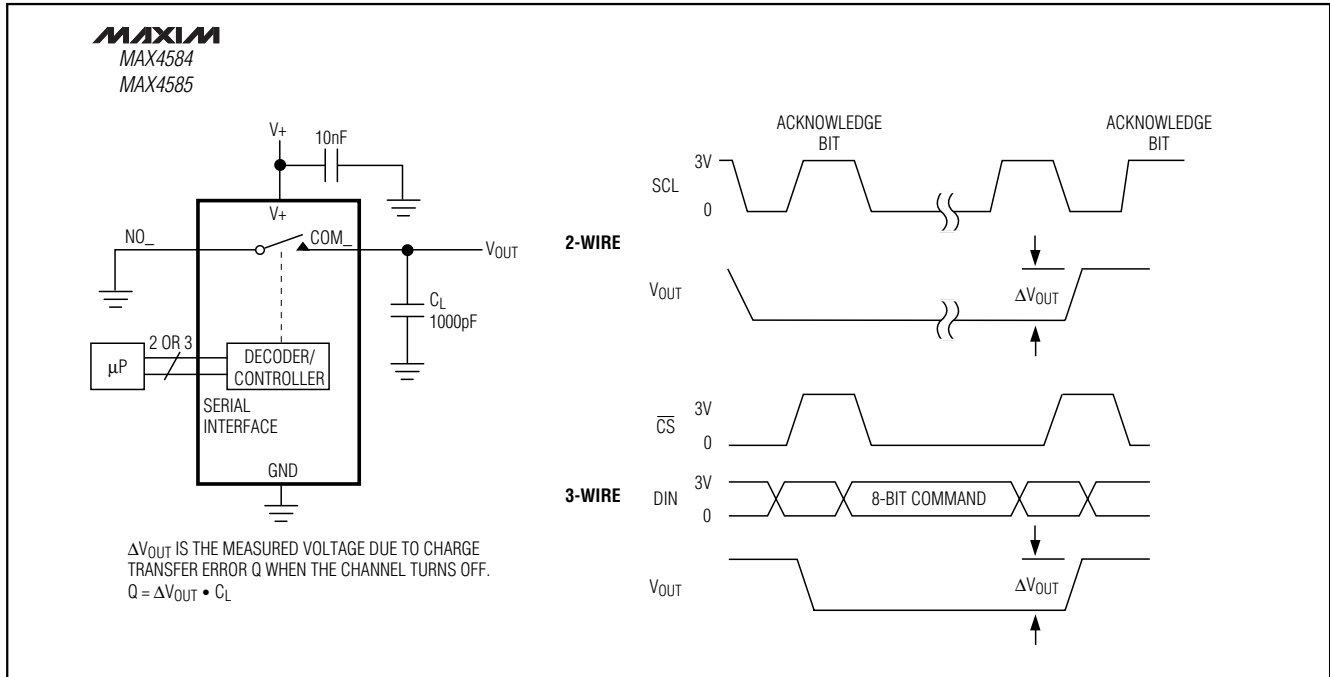 MAXIM
MAX4584
MAX4585
V+
10nF
V+
NO_
COM_
VOUT
CL
1000pF
2 OR 3
µP
DECODER/
CONTROLLER
SERIAL
INTERFACE
GND
ΔVOUT IS THE MEASURED VOLTAGE DUE TO CHARGE
TRANSFER ERROR Q WHEN THE CHANNEL TURNS OFF.
Q = ΔVOUT • CL
ACKNOWLEDGE
BIT
ACKNOWLEDGE
BIT
3V
SCL
0
2-WIRE
VOUT
ΔVOUT
3V
CS
0
3-WIRE
3V
DIN
0
8-BIT COMMAND
VOUT
ΔVOUT